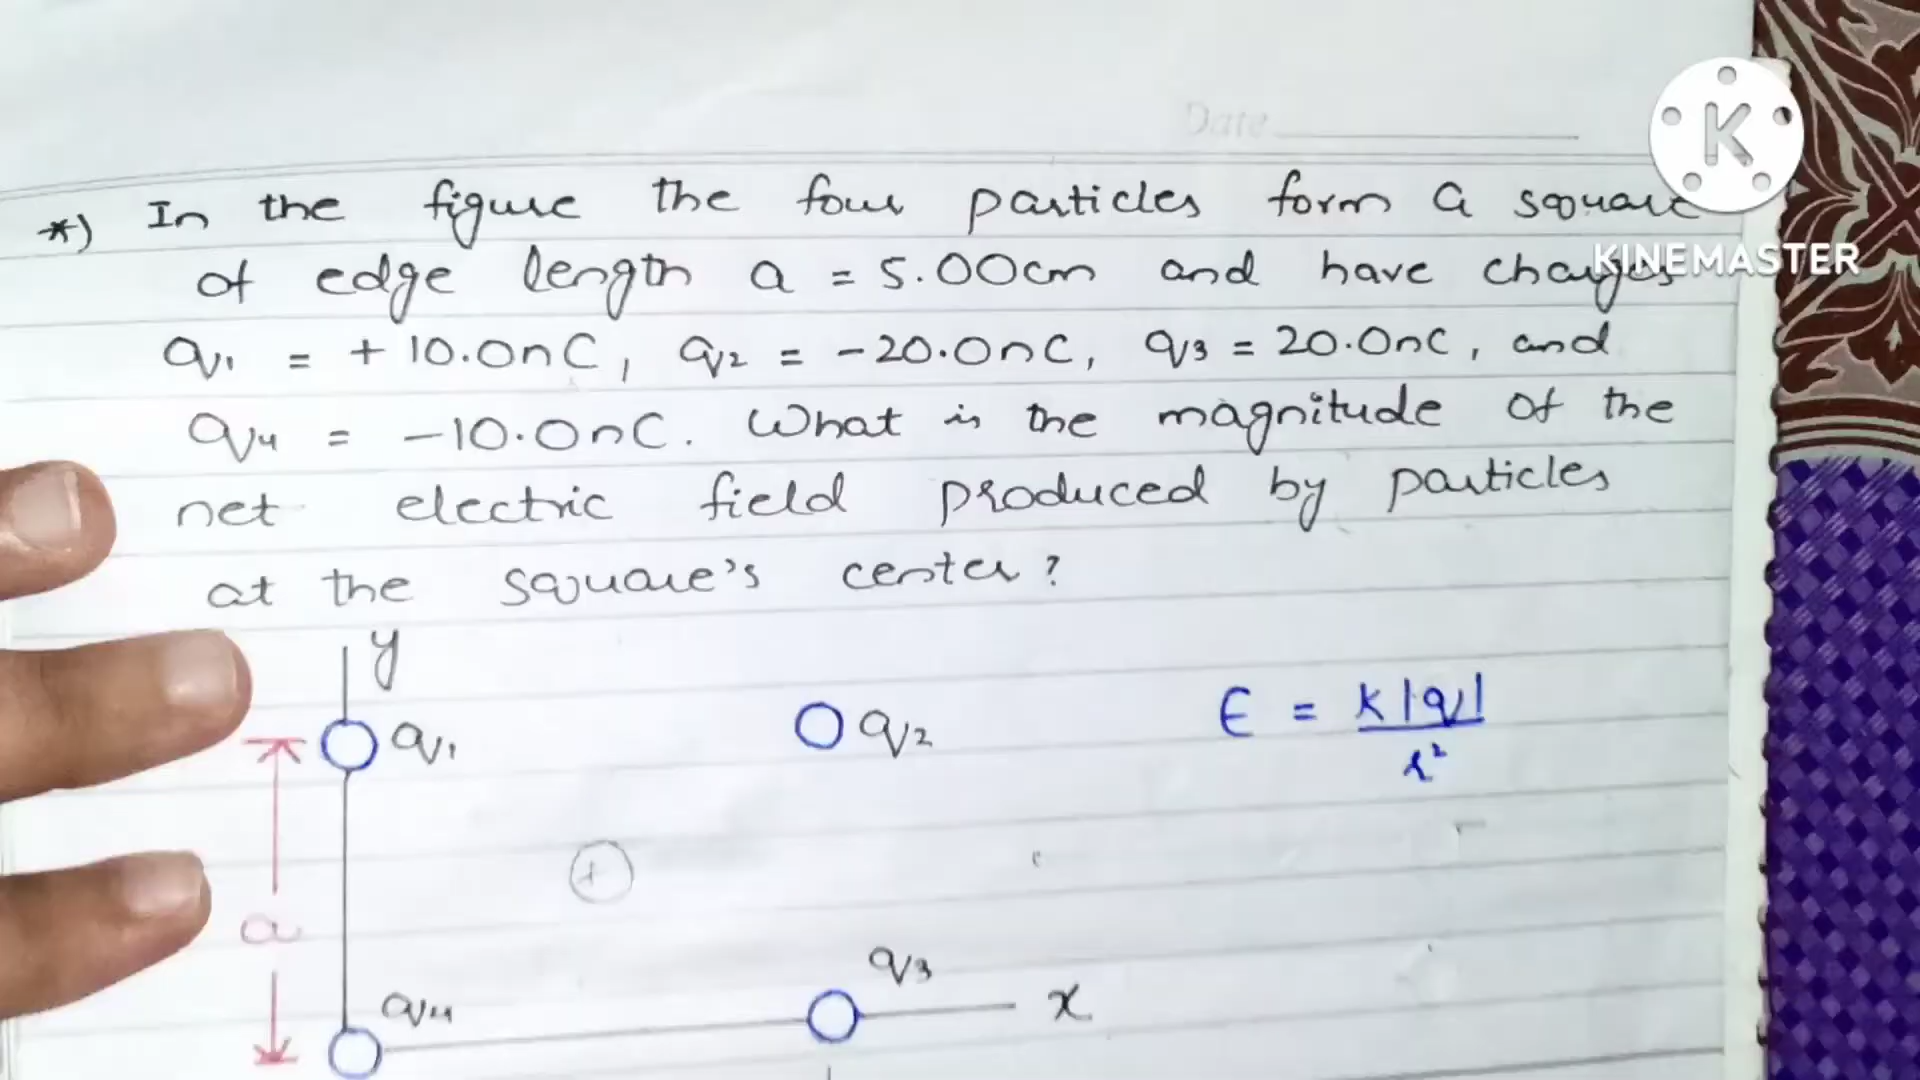 Date
K
KINEMASTER
*) In the figure the four particles form a square
of edge length a = 5.00cm and have charges
q1 = +10.0nC, q2 = -20.0nC, q3 = 20.0nC, and
q4 = -10.0nC. What is the magnitude of the
net electric field produced by particles
at the square's center?
y
q1
q2
E = k|q|
r²
+
a
q3
q4
x